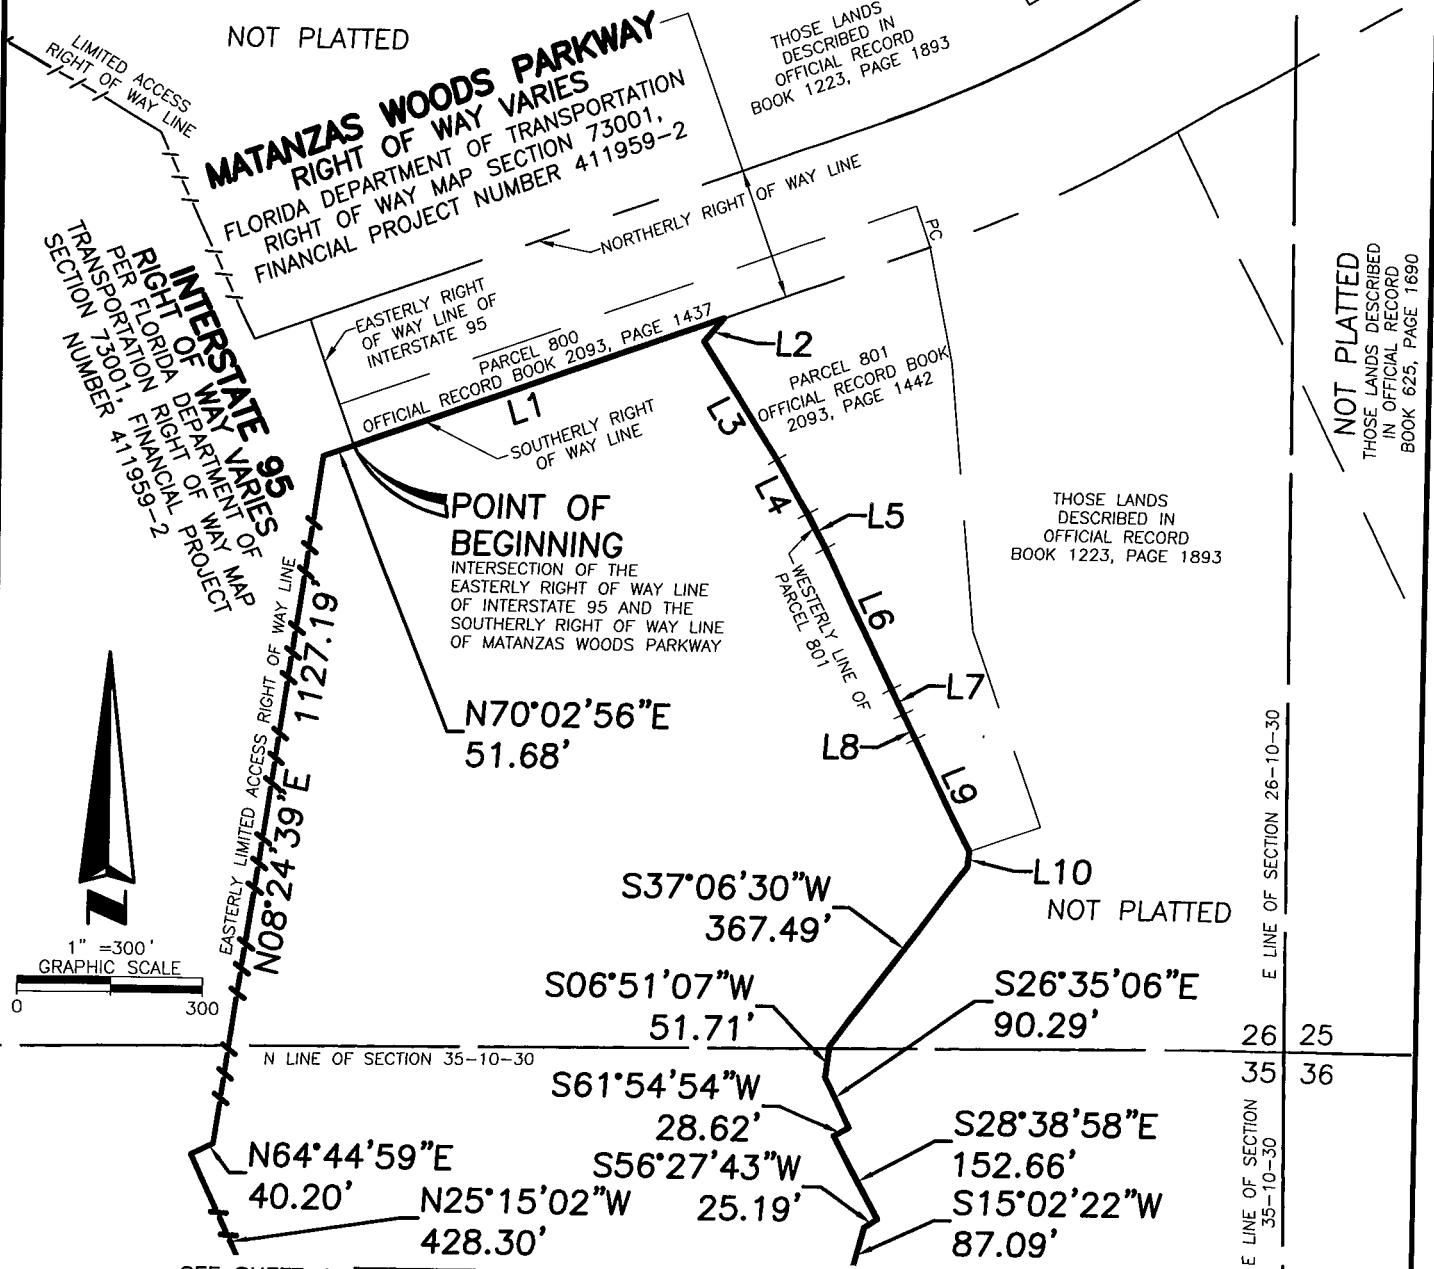 NOT PLATTED
LIMITED ACCESS
RIGHT OF WAY LINE
MATANZAS WOODS PARKWAY
RIGHT OF WAY VARIES
FLORIDA DEPARTMENT OF TRANSPORTATION
RIGHT OF WAY MAP SECTION 73001,
FINANCIAL PROJECT NUMBER 411959-2
THOSE LANDS
DESCRIBED IN
OFFICIAL RECORD
BOOK 1223, PAGE 1893
NORTHERLY RIGHT OF WAY LINE
PC
INTERSTATE 95
RIGHT OF WAY VARIES
PER FLORIDA DEPARTMENT OF
TRANSPORTATION RIGHT OF WAY MAP
SECTION 73001, FINANCIAL PROJECT
NUMBER 411959-2
EASTERLY RIGHT
OF WAY LINE OF
INTERSTATE 95
PARCEL 800
OFFICIAL RECORD BOOK 2093, PAGE 1437
L1
SOUTHERLY RIGHT
OF WAY LINE
L2
PARCEL 801
OFFICIAL RECORD BOOK
2093, PAGE 1442
L3
L4
L5
WESTERLY LINE OF
PARCEL 801
L6
L7
L8
L9
L10
NOT PLATTED
THOSE LANDS DESCRIBED
IN OFFICIAL RECORD
BOOK 625, PAGE 1690
THOSE LANDS
DESCRIBED IN
OFFICIAL RECORD
BOOK 1223, PAGE 1893
POINT OF
BEGINNING
INTERSECTION OF THE
EASTERLY RIGHT OF WAY LINE
OF INTERSTATE 95 AND THE
SOUTHERLY RIGHT OF WAY LINE
OF MATANZAS WOODS PARKWAY
EASTERLY LIMITED ACCESS RIGHT OF WAY LINE
N08°24'39"E 1127.19'
N70°02'56"E
51.68'
N
1" =300'
GRAPHIC SCALE
0 300
S37°06'30"W
367.49'
NOT PLATTED
E LINE OF SECTION 26-10-30
S06°51'07"W
51.71'
S26°35'06"E
90.29'
26 25
35 36
N LINE OF SECTION 35-10-30
S61°54'54"W
28.62'
S28°38'58"E
152.66'
N64°44'59"E
40.20'
S56°27'43"W
25.19'
N25°15'02"W
428.30'
S15°02'22"W
87.09'
E LINE OF SECTION
35-10-30